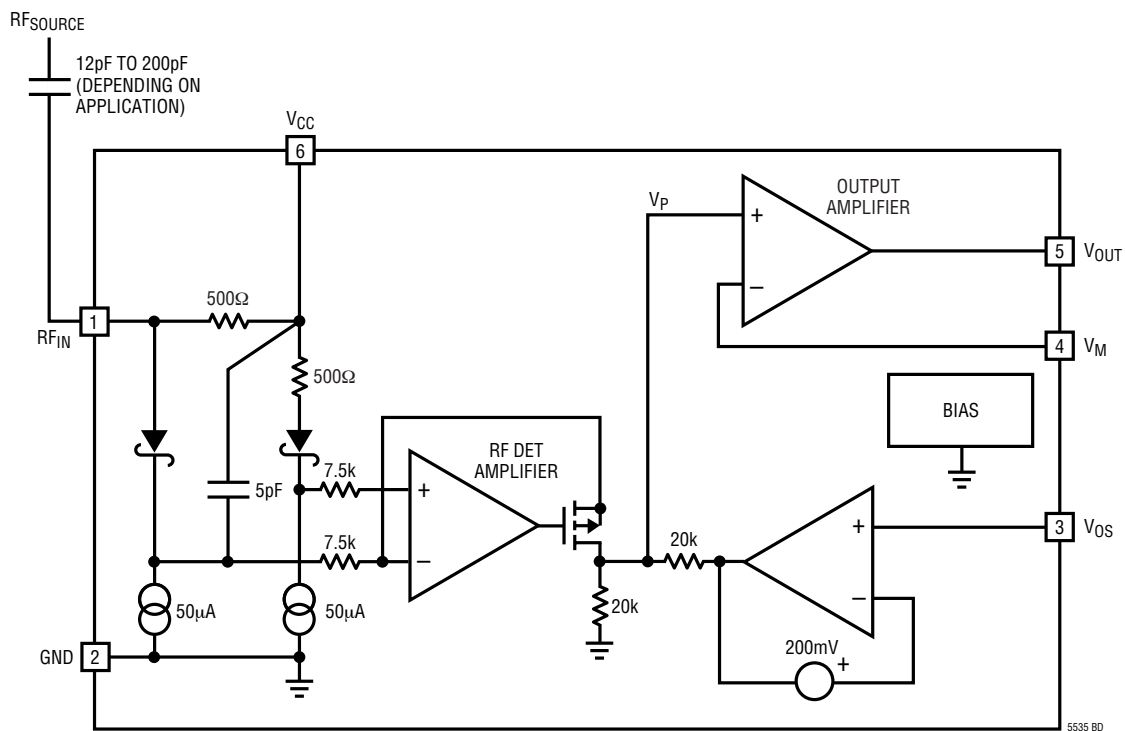 RFSOURCE
12pF TO 200pF
(DEPENDING ON
APPLICATION)
VCC
6
OUTPUT
AMPLIFIER
VP
+
–
5
VOUT
500Ω
1
RFIN
4
VM
500Ω
BIAS
RF DET
AMPLIFIER
7.5k
5pF
+
–
7.5k
20k
+
–
3
VOS
50µA
50µA
20k
200mV
+
GND
2
5535 BD